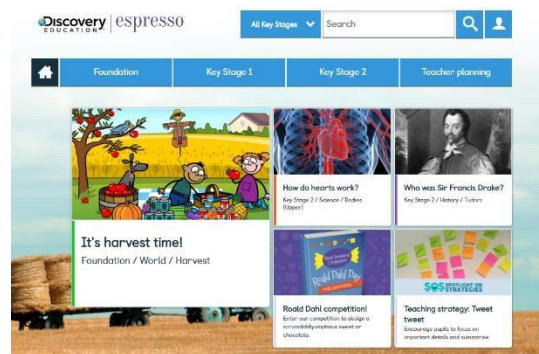 Discovery
EDUCATION
espresso
All Key Stages
Search
Foundation
Key Stage 1
Key Stage 2
Teacher planning
It's harvest time!
Foundation / World / Harvest
How do hearts work?
Key Stage 2 / Science / Bodies
(Upper)
Who was Sir Francis Drake?
Key Stage 2 / History / Tudors
Roald Dahl Day
Roald Dahl competition!
Enter our competition to design a
scrumdiddlyumptious sweet or
chocolate.
SOS SPOTLIGHT ON
STRATEGIES
Teaching strategy: Tweet
tweet
Encourage pupils to focus on
important details and summarise.